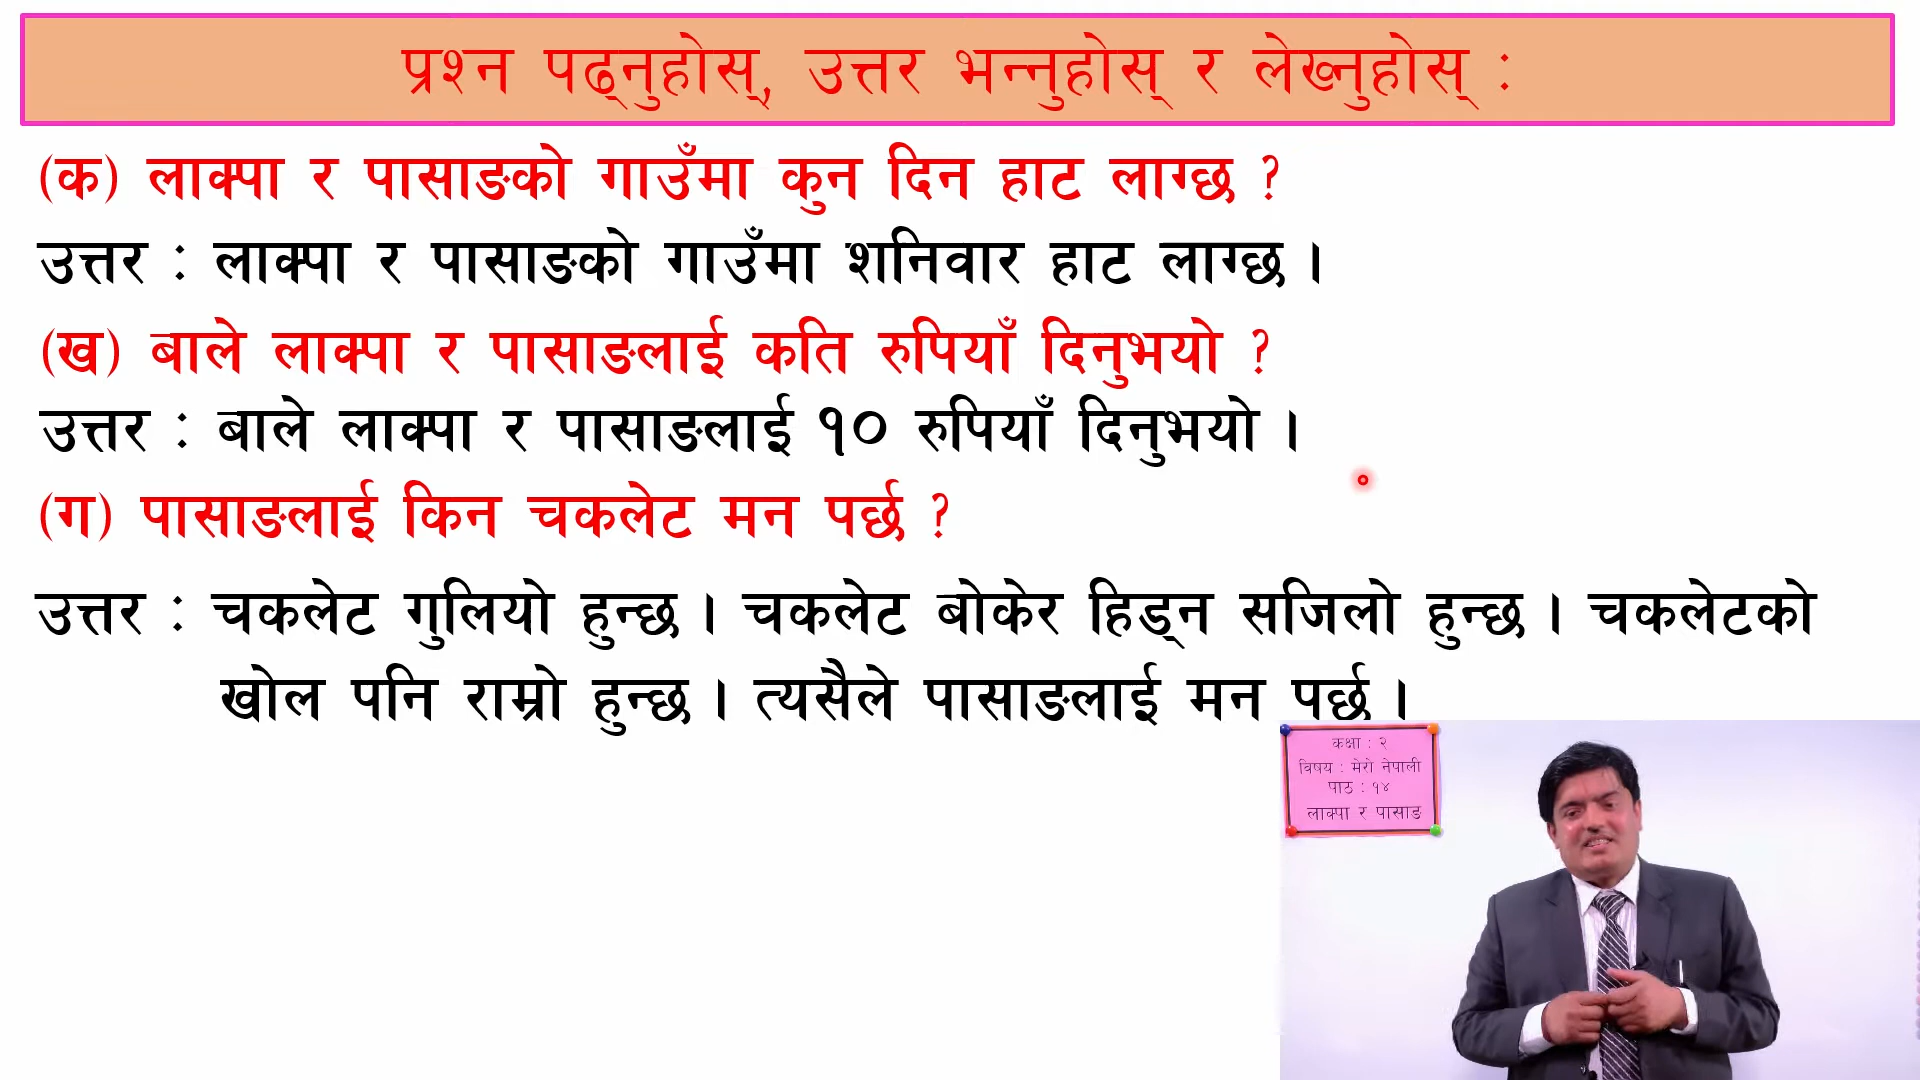 प्रश्न पढ्नुहोस्, उत्तर भन्नुहोस् र लेख्नुहोस् :
(क) लाक्पा र पासाङको गाउँमा कुन दिन हाट लाग्छ ?
उत्तर : लाक्पा र पासाङको गाउँमा शनिवार हाट लाग्छ ।
(ख) बाले लाक्पा र पासाङलाई कति रुपियाँ दिनुभयो ?
उत्तर : बाले लाक्पा र पासाङलाई १० रुपियाँ दिनुभयो ।
(ग) पासाङलाई किन चकलेट मन पर्छ ?
उत्तर : चकलेट गुलियो हुन्छ । चकलेट बोकेर हिड्न सजिलो हुन्छ । चकलेटको
खोल पनि राम्रो हुन्छ । त्यसैले पासाङलाई मन पर्छ ।
कक्षा : २
विषय : मेरो नेपाली
पाठ : १४
लाक्पा र पासाङ